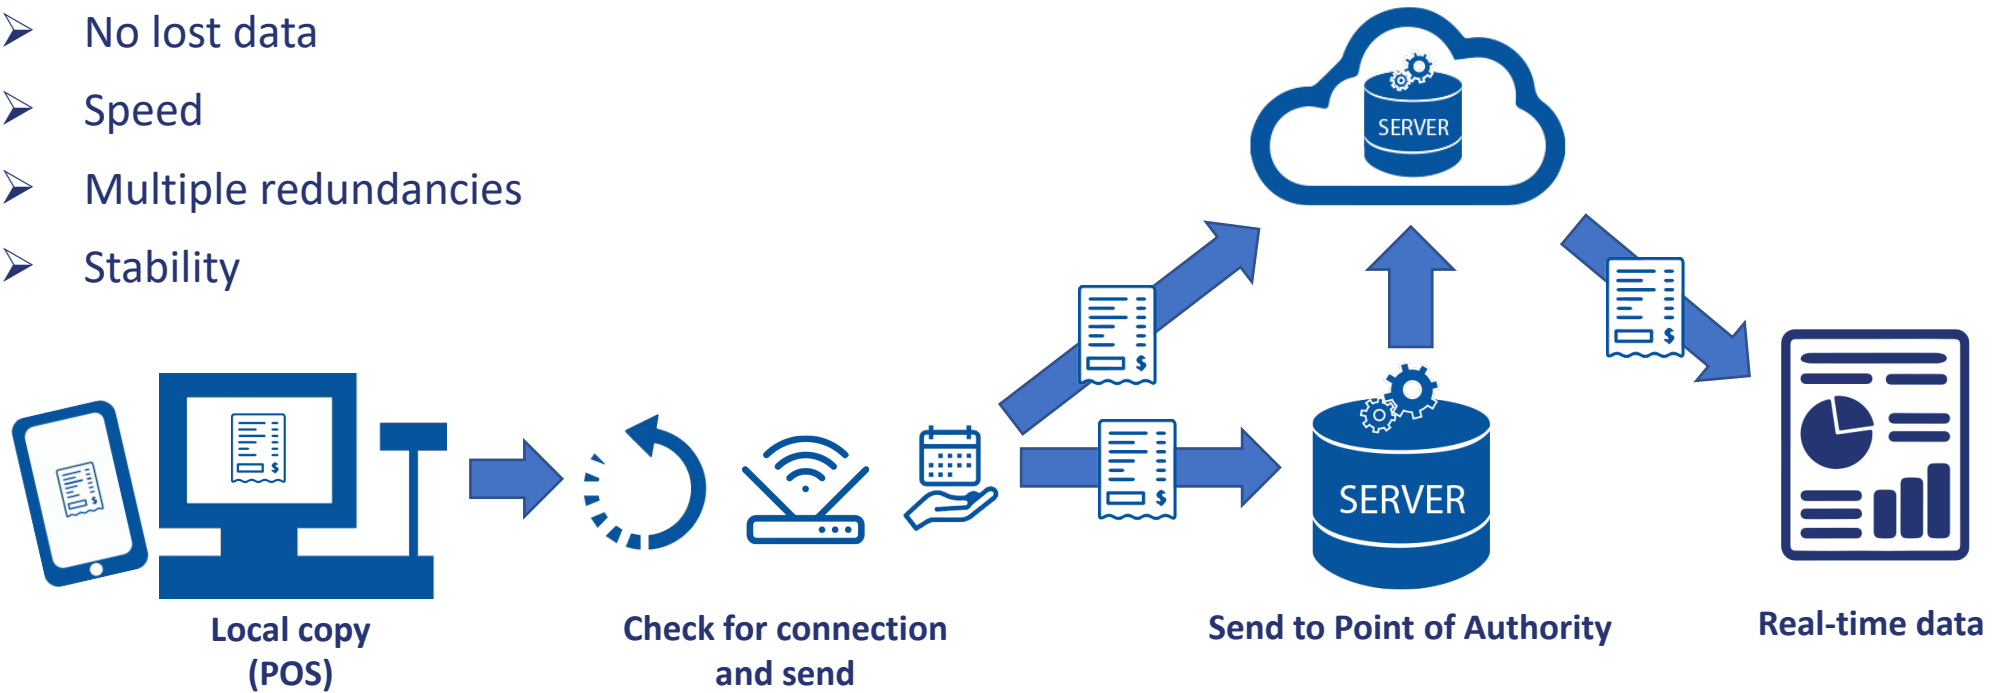 No lost data
Speed
Multiple redundancies
Stability
SERVER
$
$
$
$
SERVER
Local copy
(POS)
Check for connection
and send
Send to Point of Authority
Real-time data